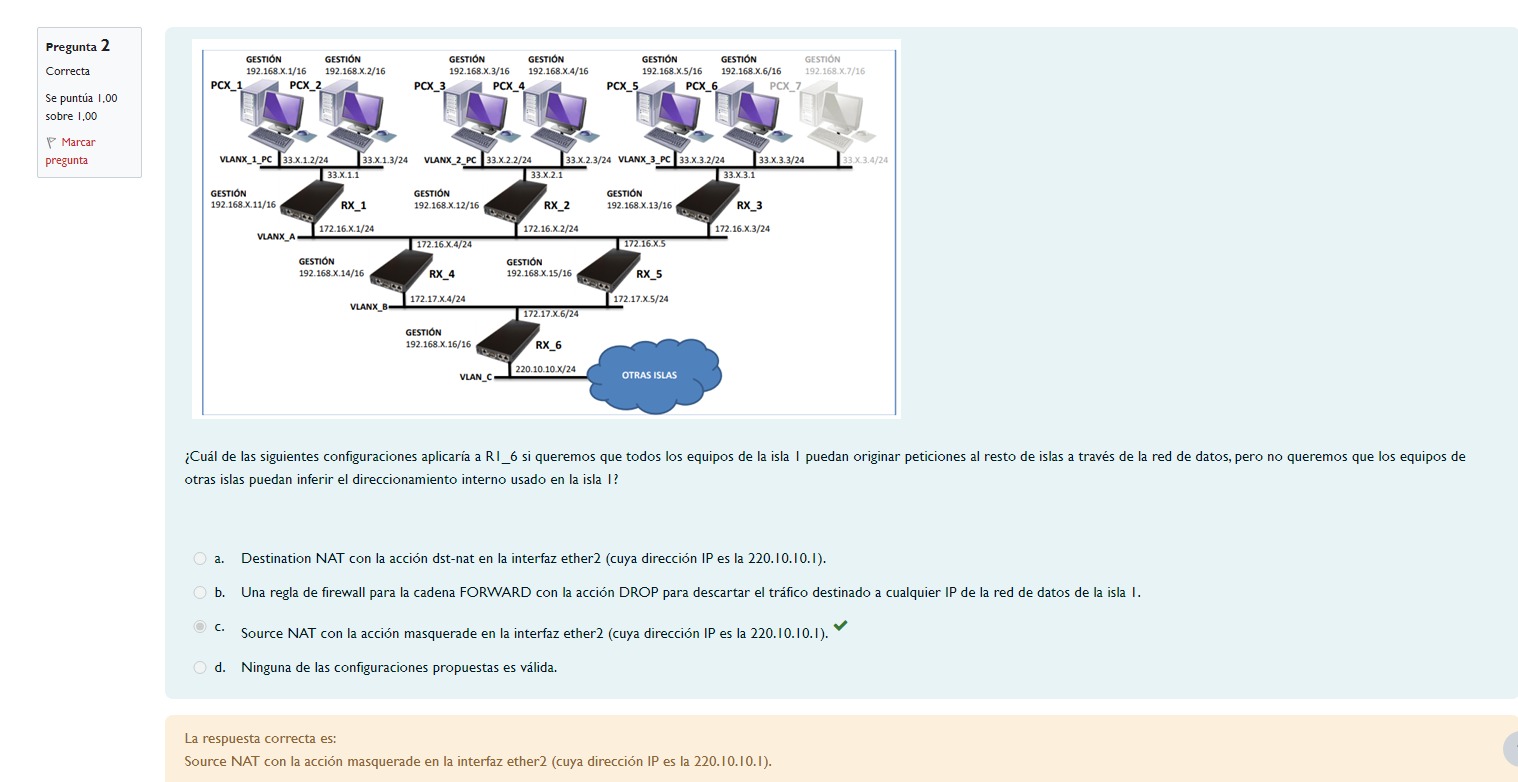 Pregunta 2
Correcta
Se puntúa 1,00
sobre 1,00
Marcar
pregunta
GESTIÓN
192.168.X.1/16
GESTIÓN
192.168.X.2/16
GESTIÓN
192.168.X.3/16
GESTIÓN
192.168.X.4/16
GESTIÓN
192.168.X.5/16
GESTIÓN
192.168.X.6/16
GESTIÓN
192.168.X.7/16
PCX_1
PCX_2
PCX_3
PCX_4
PCX_5
PCX_6
PCX_7
VLANX_1_PC
33.X.1.2/24
33.X.1.3/24
VLANX_2_PC
33.X.2.2/24
33.X.2.3/24
VLANX_3_PC
33.X.3.2/24
33.X.3.3/24
33.X.3.4/24
33.X.1.1
33.X.2.1
33.X.3.1
GESTIÓN
192.168.X.11/16
RX_1
GESTIÓN
192.168.X.12/16
RX_2
GESTIÓN
192.168.X.13/16
RX_3
172.16.X.1/24
172.16.X.2/24
172.16.X.3/24
VLANX_A
172.16.X.4/24
172.16.X.5
GESTIÓN
192.168.X.14/16
RX_4
GESTIÓN
192.168.X.15/16
RX_5
172.17.X.4/24
172.17.X.5/24
VLANX_B
172.17.X.6/24
GESTIÓN
192.168.X.16/16
RX_6
220.10.10.X/24
VLAN_C
OTRAS ISLAS
¿Cuál de las siguientes configuraciones aplicaría a R1_6 si queremos que todos los equipos de la isla 1 puedan originar peticiones al resto de islas a través de la red de datos, pero no queremos que los equipos de
otras islas puedan inferir el direccionamiento interno usado en la isla 1?
a. Destination NAT con la acción dst-nat en la interfaz ether2 (cuya dirección IP es la 220.10.10.1).
b. Una regla de firewall para la cadena FORWARD con la acción DROP para descartar el tráfico destinado a cualquier IP de la red de datos de la isla 1.
c. Source NAT con la acción masquerade en la interfaz ether2 (cuya dirección IP es la 220.10.10.1).
d. Ninguna de las configuraciones propuestas es válida.
La respuesta correcta es:
Source NAT con la acción masquerade en la interfaz ether2 (cuya dirección IP es la 220.10.10.1).